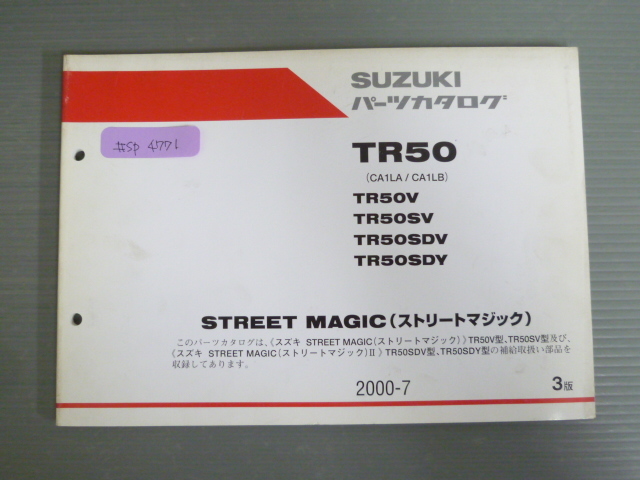 SUZUKI
パーツカタログ
#SP 4771
TR50
(CA1LA / CA1LB)
TR50V
TR50SV
TR50SDV
TR50SDY
STREET MAGIC(ストリートマジック)
このパーツカタログは、《スズキ STREET MAGIC(ストリートマジック)》TR50V型、TR50SV型及び、
《スズキ STREET MAGIC(ストリートマジック)II》TR50SDV型、TR50SDY型の補給取扱い部品を
収録してあります。
2000-7
3版